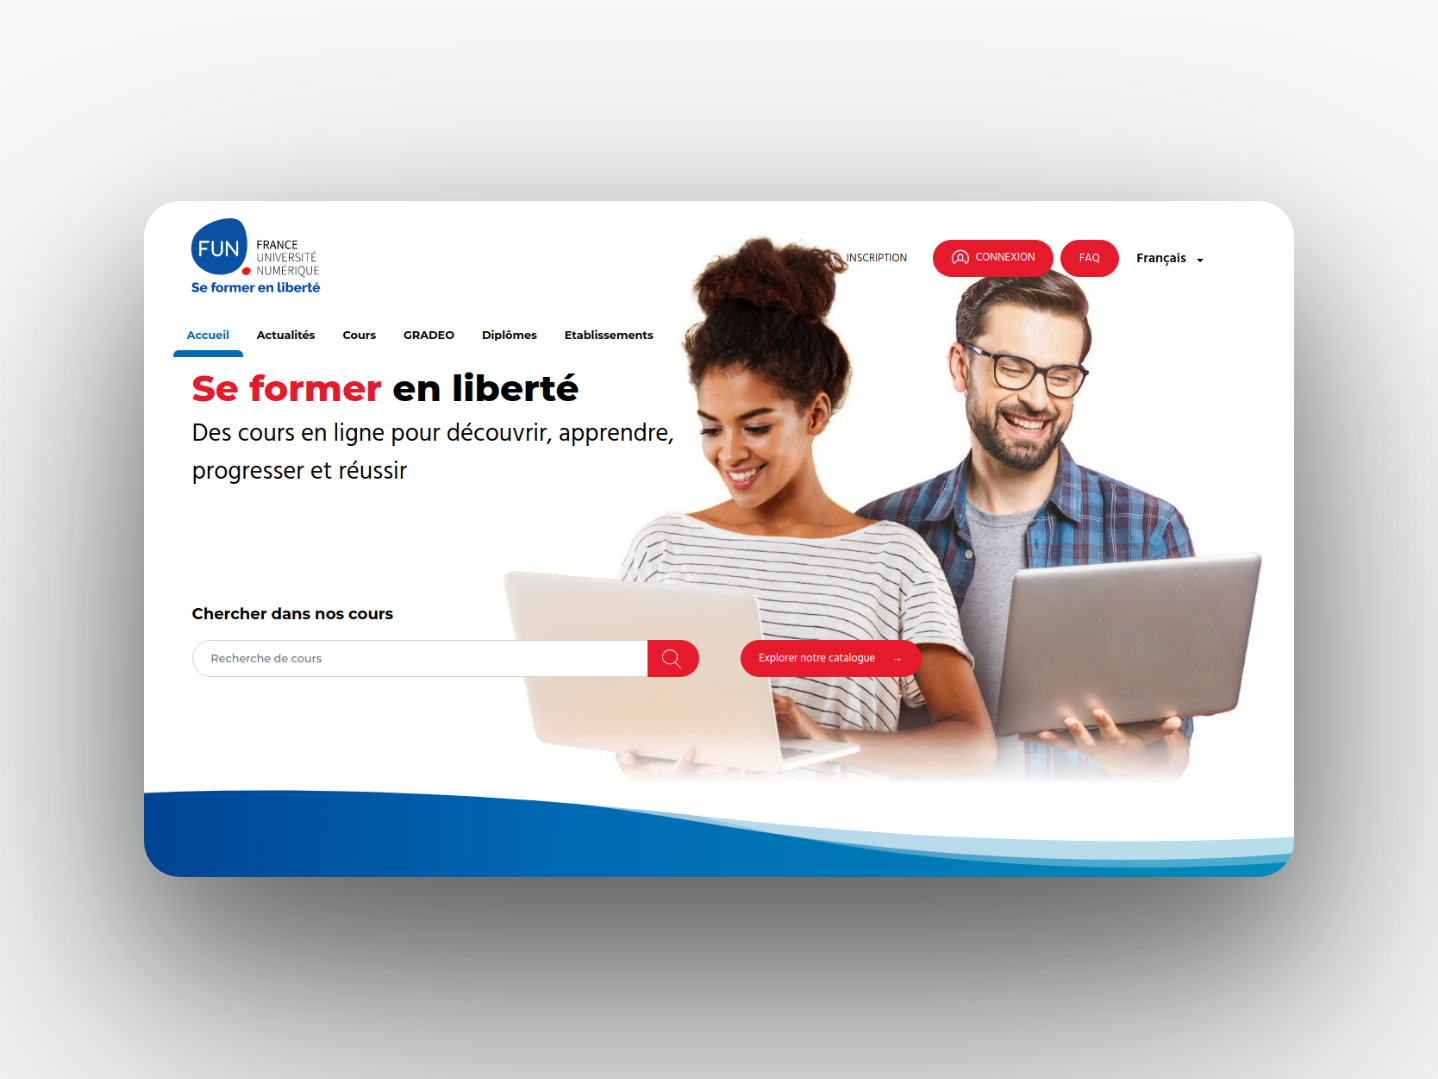 FUN
FRANCE
UNIVERSITÉ
NUMÉRIQUE
Se former en liberté
INSCRIPTION
CONNEXION
FAQ
Français
Accueil
Actualités
Cours
GRADEO
Diplômes
Etablissements
Se former en liberté
Des cours en ligne pour découvrir, apprendre,
progresser et réussir
Chercher dans nos cours
Recherche de cours
Explorer notre catalogue →